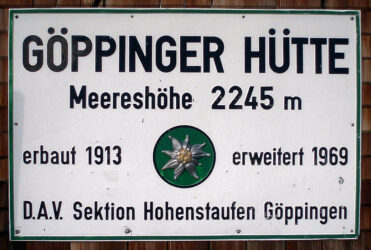 GÖPPINGER HÜTTE
Meereshöhe 2245 m
erbaut 1913 erweitert 1969
D.A.V. Sektion Hohenstaufen Göppingen